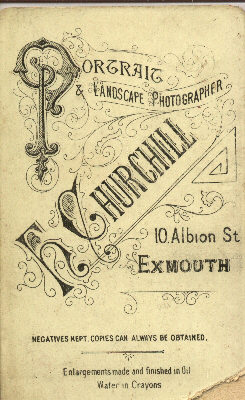 PORTRAIT
& LANDSCAPE PHOTOGRAPHER
H. CHURCHILL
10. Albion St
EXMOUTH
NEGATIVES KEPT. COPIES CAN ALWAYS BE OBTAINED.
Enlargements made and finished in Oil
Water in Crayons